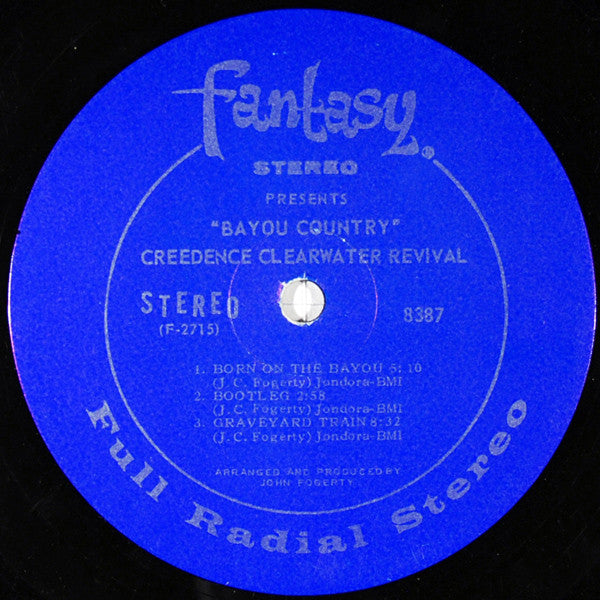 fantasy®
STEREO
PRESENTS
"BAYOU COUNTRY"
CREEDENCE CLEARWATER REVIVAL
STEREO 8387
(F-2715)
1. BORN ON THE BAYOU 5:10
(J. C. Fogerty) Jondora-BMI
2. BOOTLEG 2:58
(J. C. Fogerty) Jondora-BMI
3. GRAVEYARD TRAIN 8:32
(J. C. Fogerty) Jondora-BMI
ARRANGED AND PRODUCED BY
JOHN FOGERTY
Full Radial Stereo